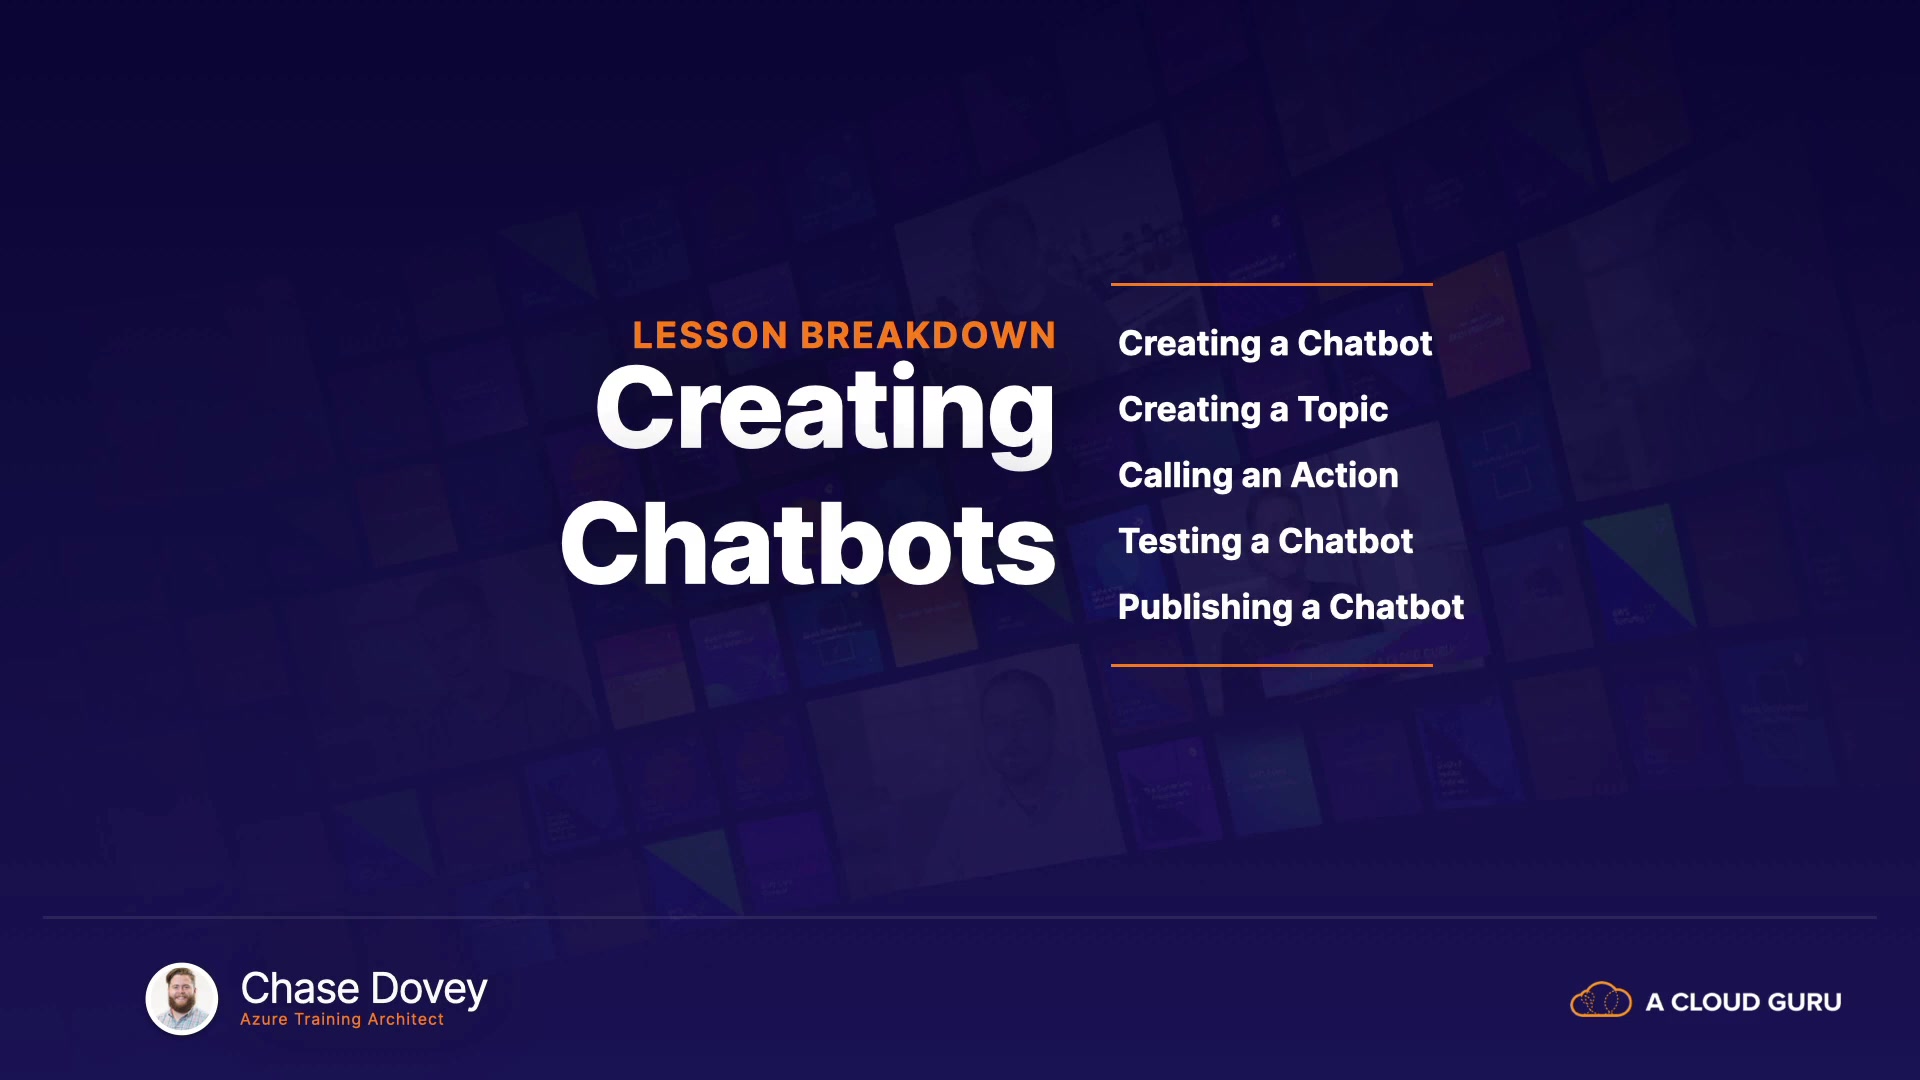 LESSON BREAKDOWN
Creating
Chatbots
Creating a Chatbot
Creating a Topic
Calling an Action
Testing a Chatbot
Publishing a Chatbot
Chase Dovey
Azure Training Architect
A CLOUD GURU